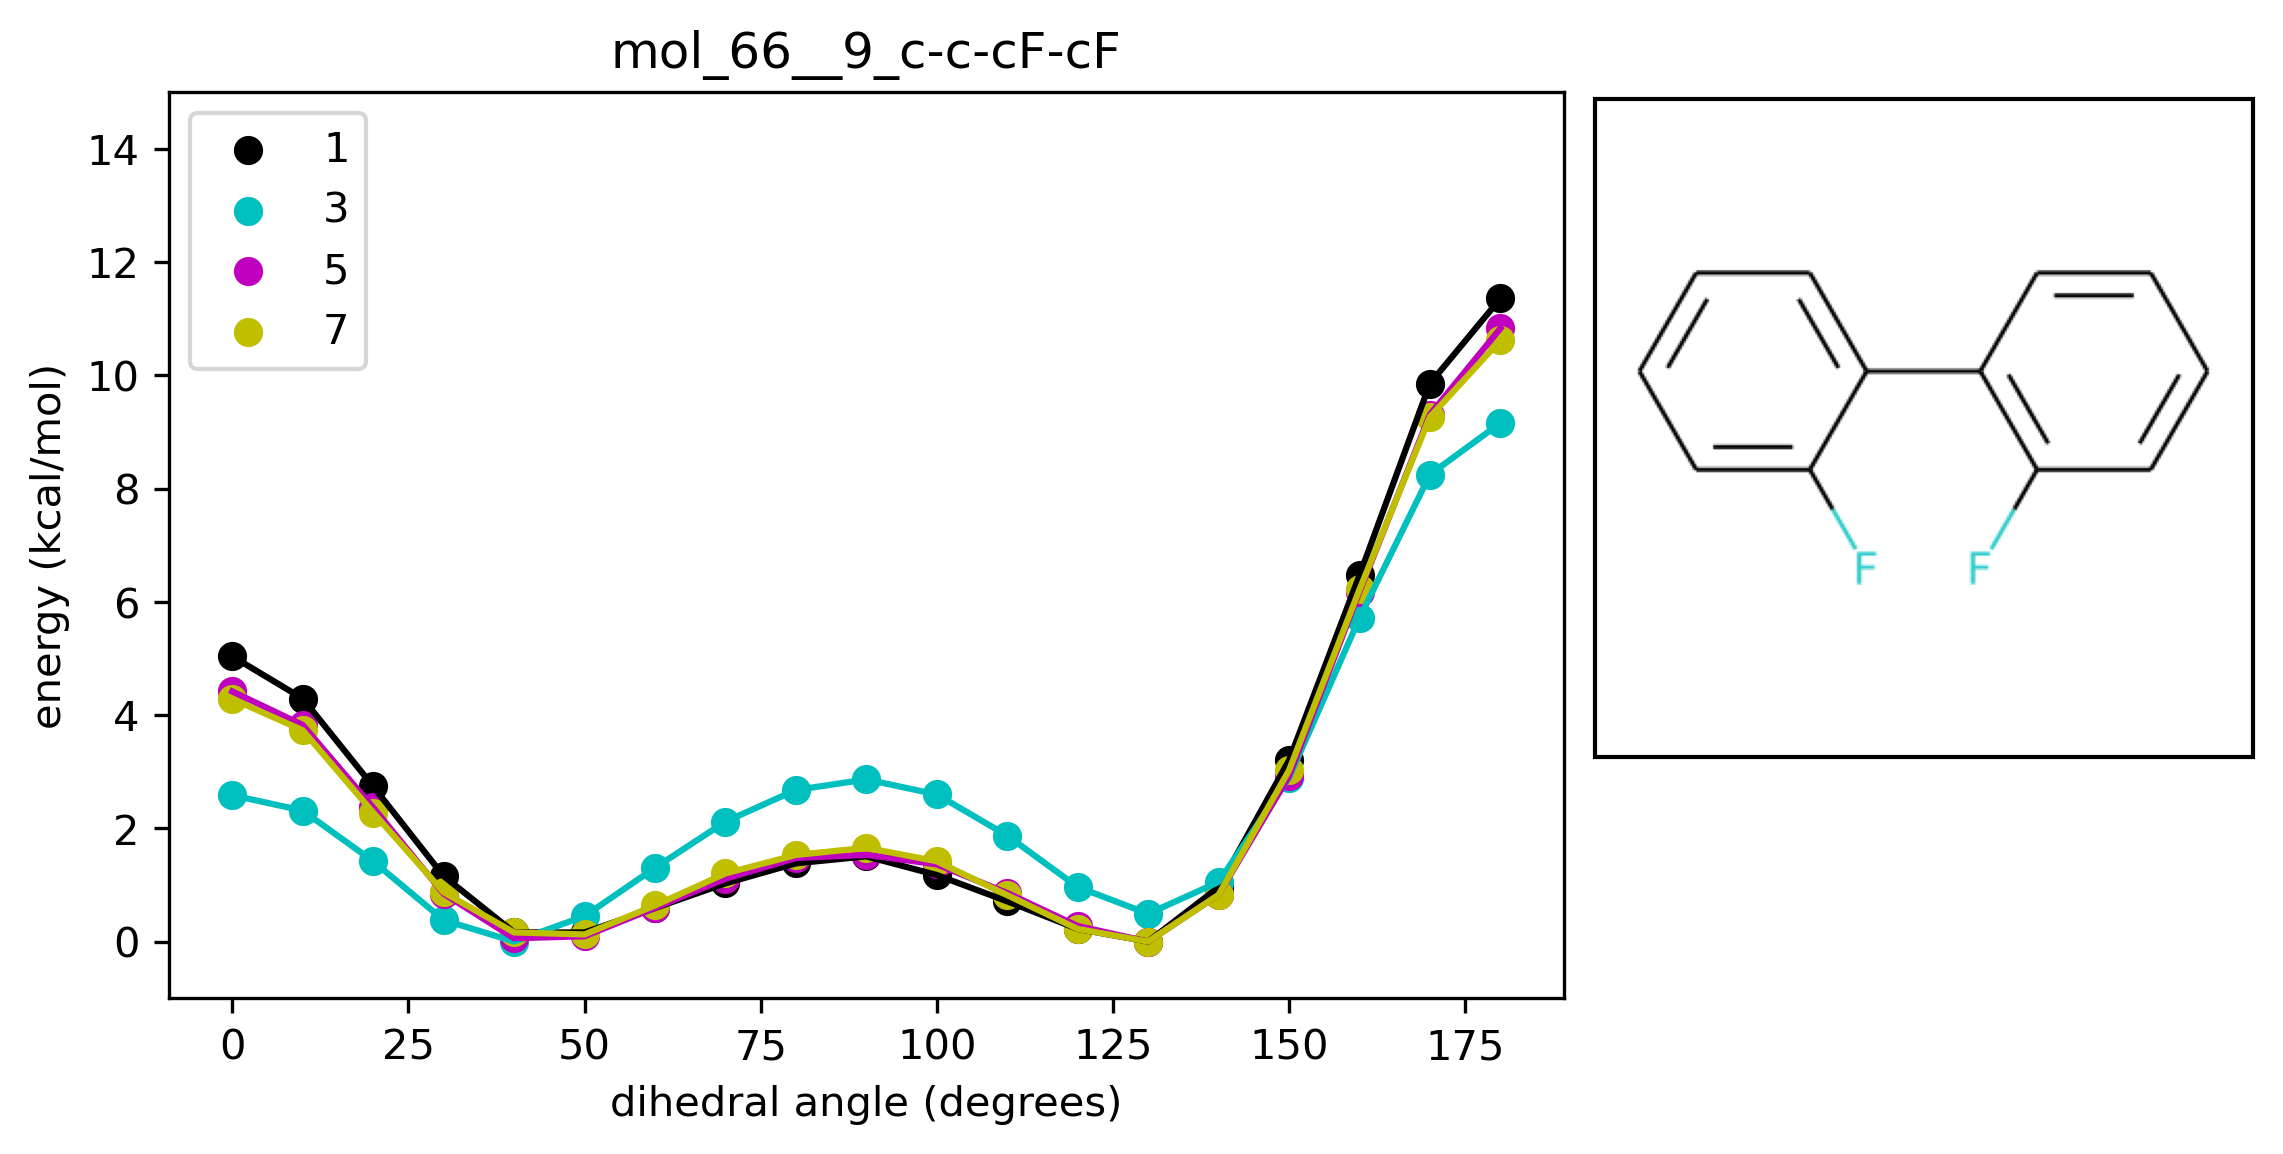 mol_66__9_c-c-cF-cF
1
3
5
7
14
12
10
8
6
4
2
0
energy (kcal/mol)
0 25 50 75 100 125 150 175
dihedral angle (degrees)
F F